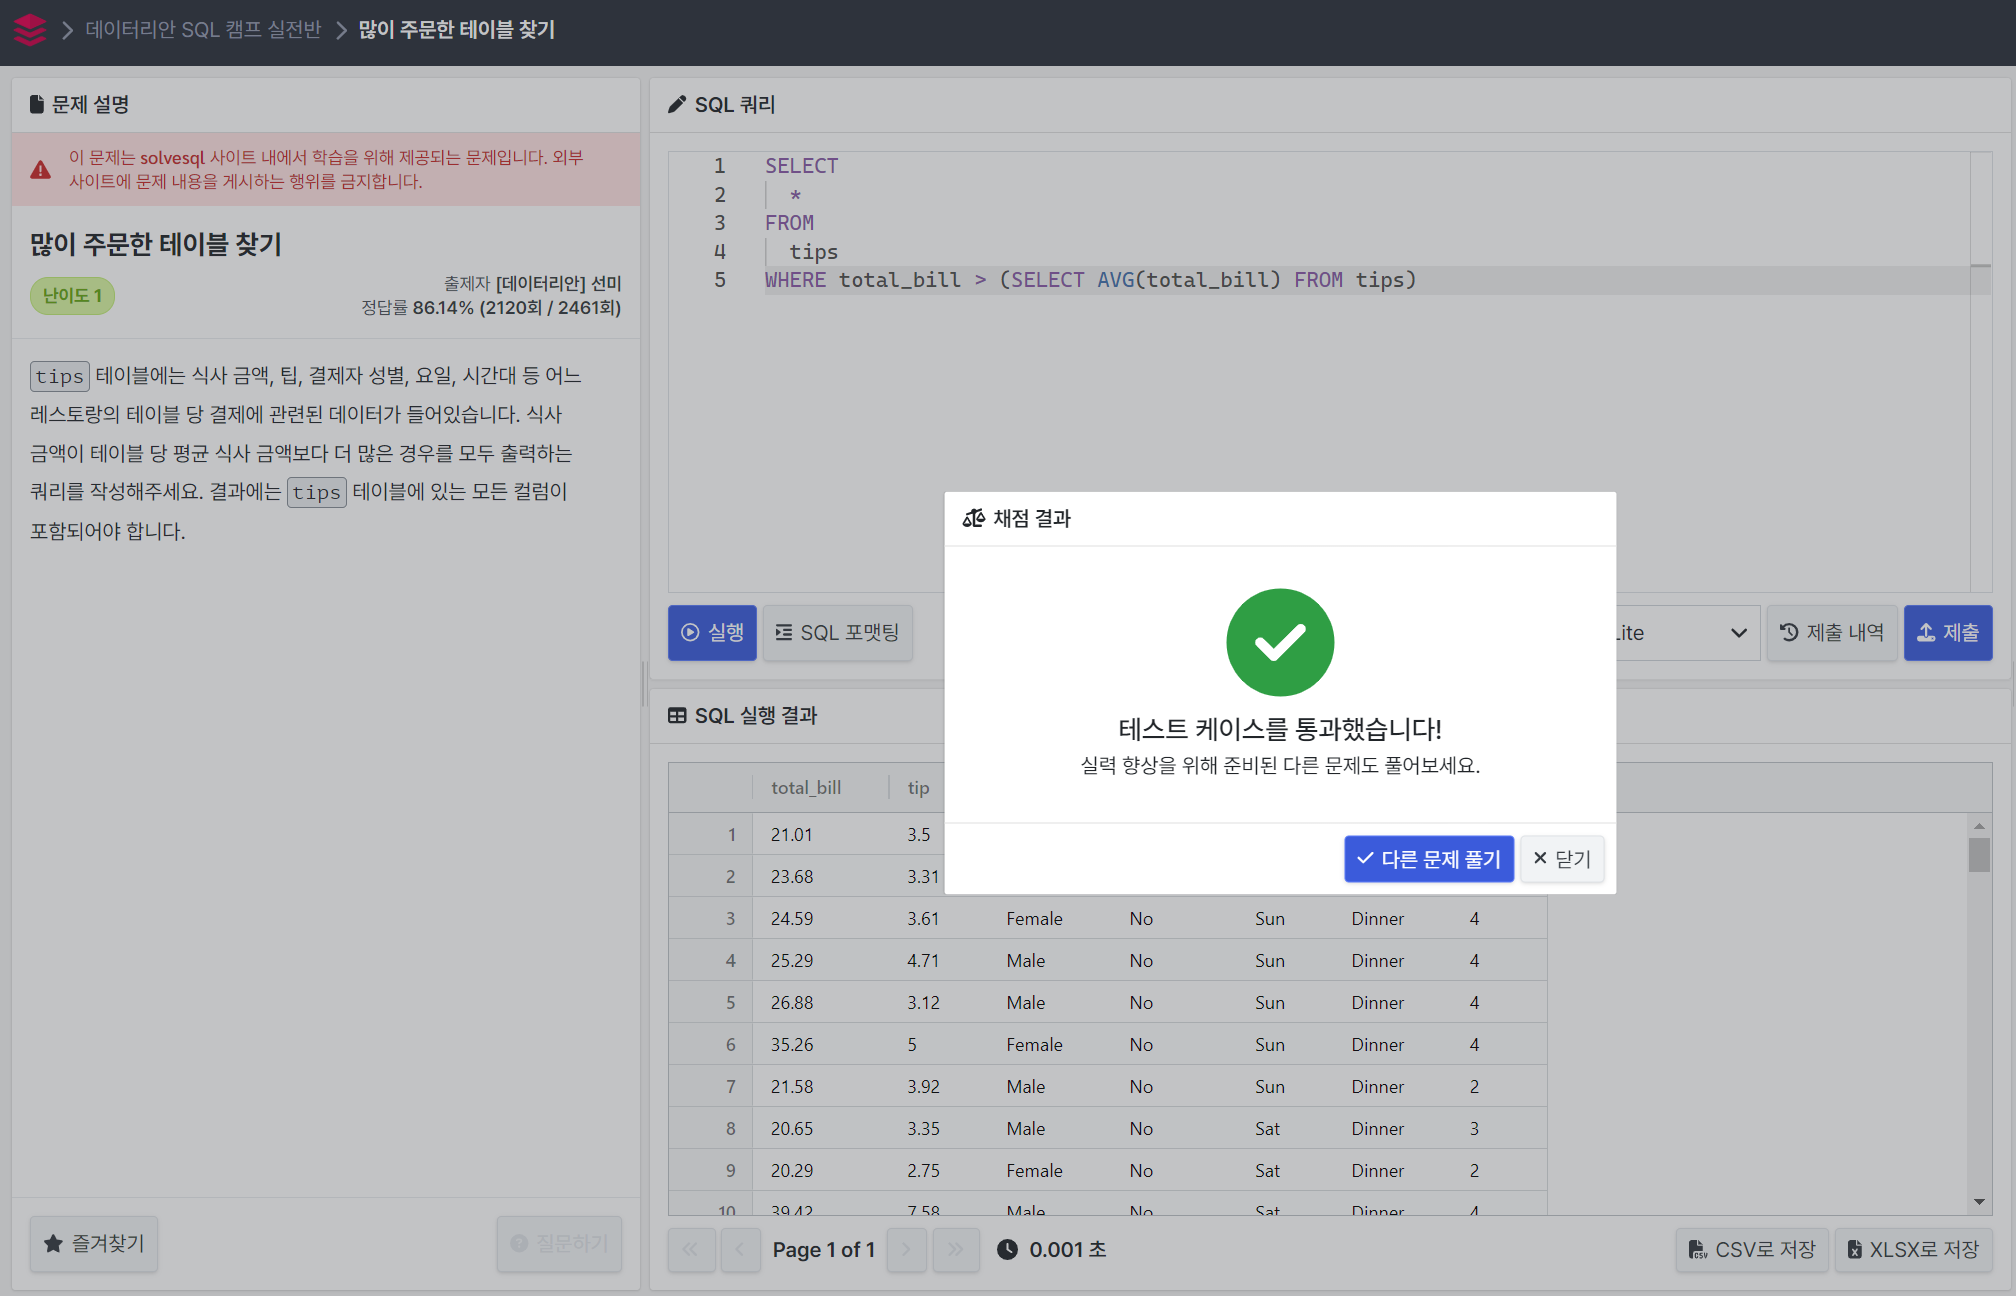 데이터리안 SQL 캠프 실전반
많이 주문한 테이블 찾기
문제 설명
이 문제는 solvesql 사이트 내에서 학습을 위해 제공되는 문제입니다. 외부
사이트에 문제 내용을 게시하는 행위를 금지합니다.
많이 주문한 테이블 찾기
난이도 1
출제자 [데이터리안] 선미
정답률 86.14% (2120회 / 2461회)
tips 테이블에는 식사 금액, 팁, 결제자 성별, 요일, 시간대 등 어느
레스토랑의 테이블 당 결제에 관련된 데이터가 들어있습니다. 식사
금액이 테이블 당 평균 식사 금액보다 더 많은 경우를 모두 출력하는
쿼리를 작성해주세요. 결과에는 tips 테이블에 있는 모든 컬럼이
포함되어야 합니다.
즐겨찾기
질문하기
SQL 쿼리
1 SELECT
2 *
3 FROM
4 tips
5 WHERE total_bill > (SELECT AVG(total_bill) FROM tips)
실행
SQL 포맷팅
Lite
제출 내역
제출
채점 결과
테스트 케이스를 통과했습니다!
실력 향상을 위해 준비된 다른 문제도 풀어보세요.
다른 문제 풀기
닫기
SQL 실행 결과
total_bill tip
1 21.01 3.5
2 23.68 3.31
3 24.59 3.61 Female No Sun Dinner 4
4 25.29 4.71 Male No Sun Dinner 4
5 26.88 3.12 Male No Sun Dinner 4
6 35.26 5 Female No Sun Dinner 4
7 21.58 3.92 Male No Sun Dinner 2
8 20.65 3.35 Male No Sat Dinner 3
9 20.29 2.75 Female No Sat Dinner 2
10 39.42 7.58 Male No Sat Dinner 4
Page 1 of 1
0.001 초
CSV로 저장
XLSX로 저장